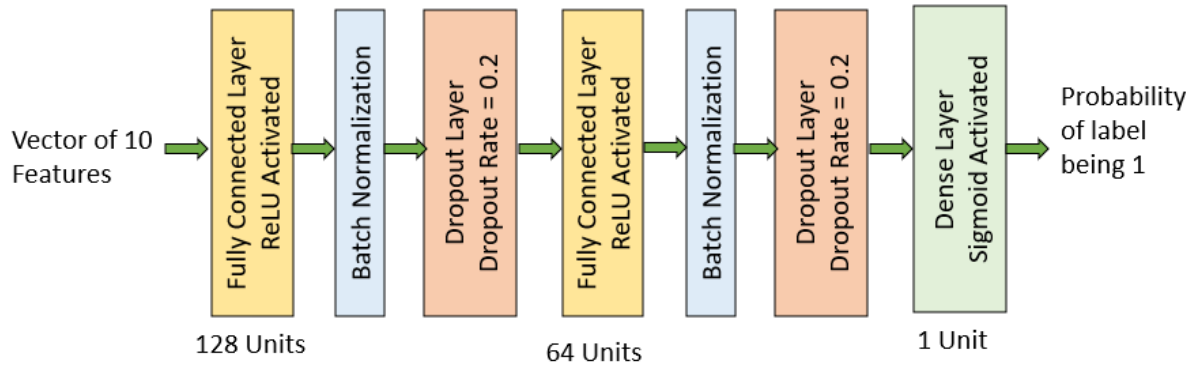 Vector of 10
Features
Fully Connected Layer
ReLU Activated
128 Units
Batch Normalization
Dropout Layer
Dropout Rate = 0.2
Fully Connected Layer
ReLU Activated
64 Units
Batch Normalization
Dropout Layer
Dropout Rate = 0.2
Dense Layer
Sigmoid Activated
1 Unit
Probability
of label
being 1